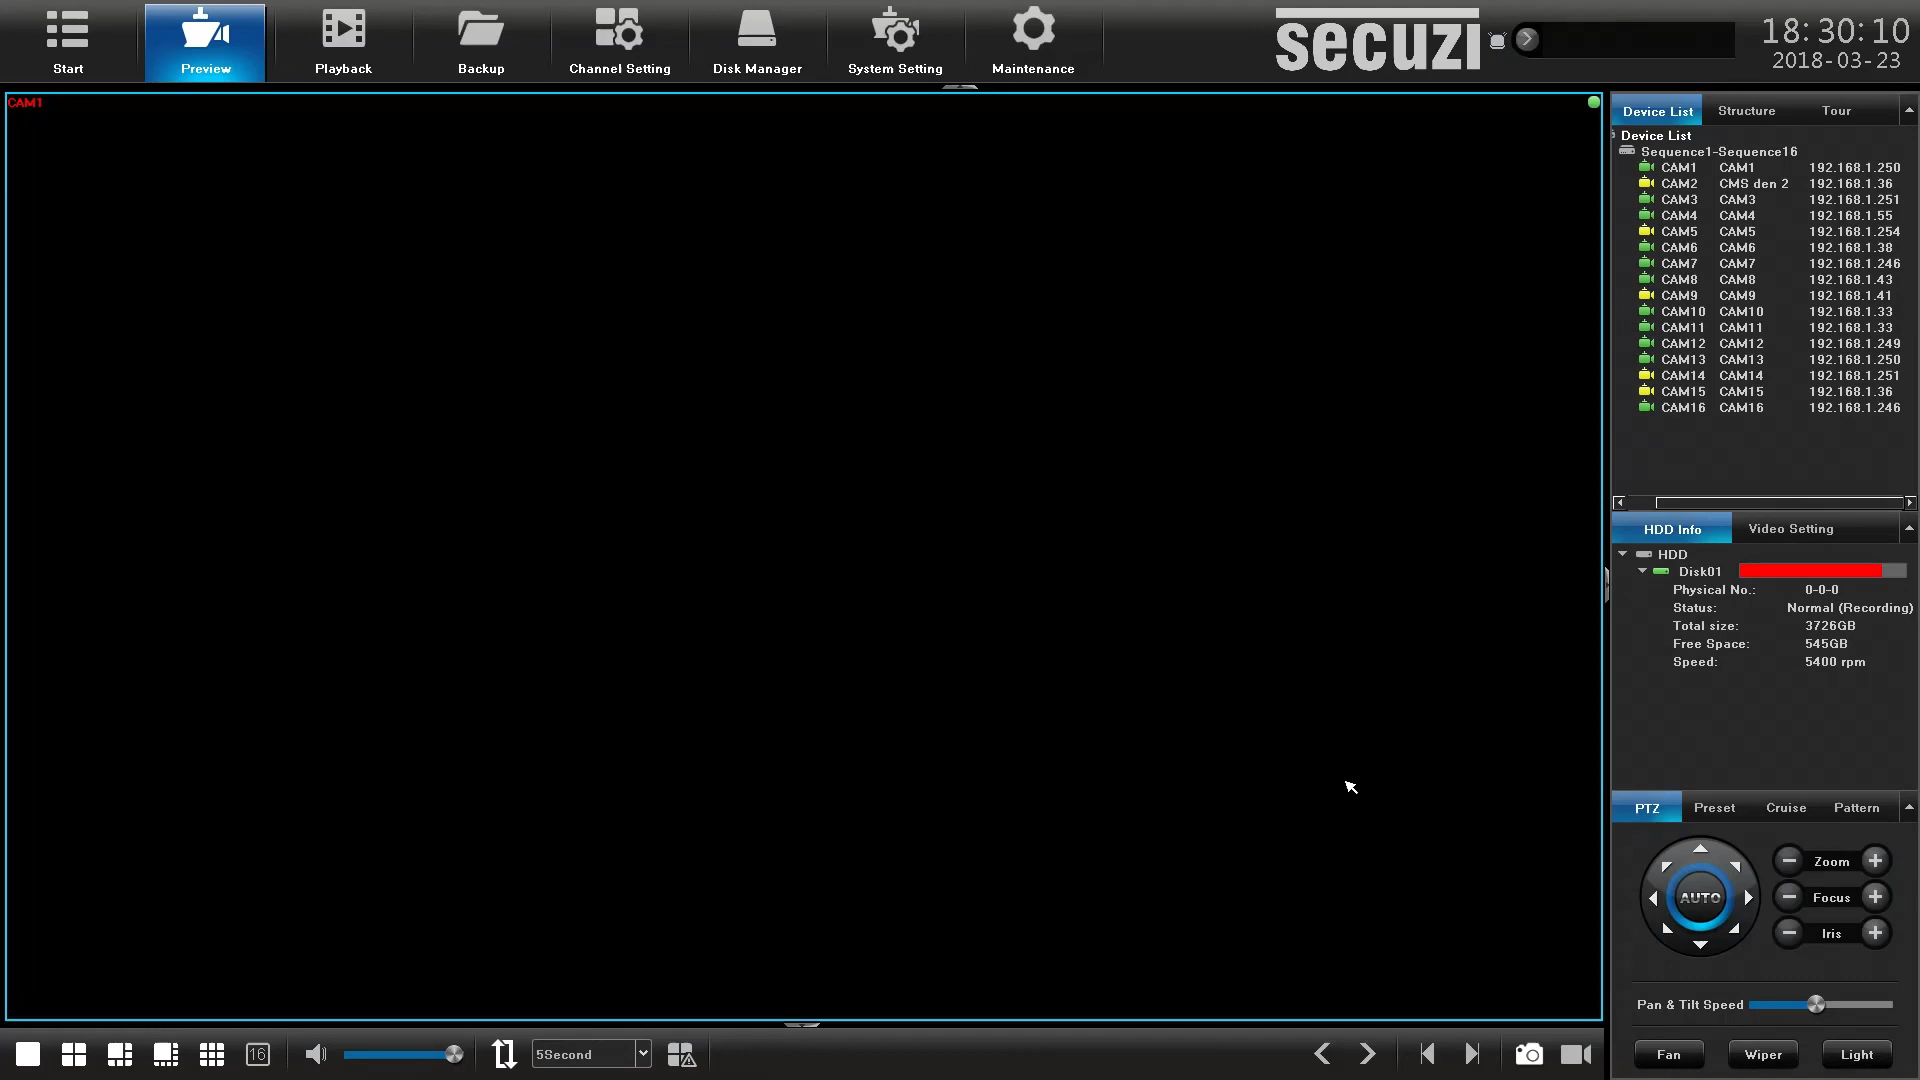 Start
Preview
Playback
Backup
Channel Setting
Disk Manager
System Setting
Maintenance
secuzi
18:30:10
2018-03-23
CAM1
Device List Structure Tour
Device List
Sequence1-Sequence16
CAM1 CAM1 192.168.1.250
CAM2 CMS den 2 192.168.1.36
CAM3 CAM3 192.168.1.251
CAM4 CAM4 192.168.1.55
CAM5 CAM5 192.168.1.254
CAM6 CAM6 192.168.1.38
CAM7 CAM7 192.168.1.246
CAM8 CAM8 192.168.1.43
CAM9 CAM9 192.168.1.41
CAM10 CAM10 192.168.1.33
CAM11 CAM11 192.168.1.33
CAM12 CAM12 192.168.1.249
CAM13 CAM13 192.168.1.250
CAM14 CAM14 192.168.1.251
CAM15 CAM15 192.168.1.36
CAM16 CAM16 192.168.1.246
HDD Info Video Setting
HDD
Disk01
Physical No.: 0-0-0
Status: Normal (Recording)
Total size: 3726GB
Free Space: 545GB
Speed: 5400 rpm
PTZ Preset Cruise Pattern
Zoom
AUTO Focus
Iris
Pan & Tilt Speed
Fan Wiper Light
16
5Second